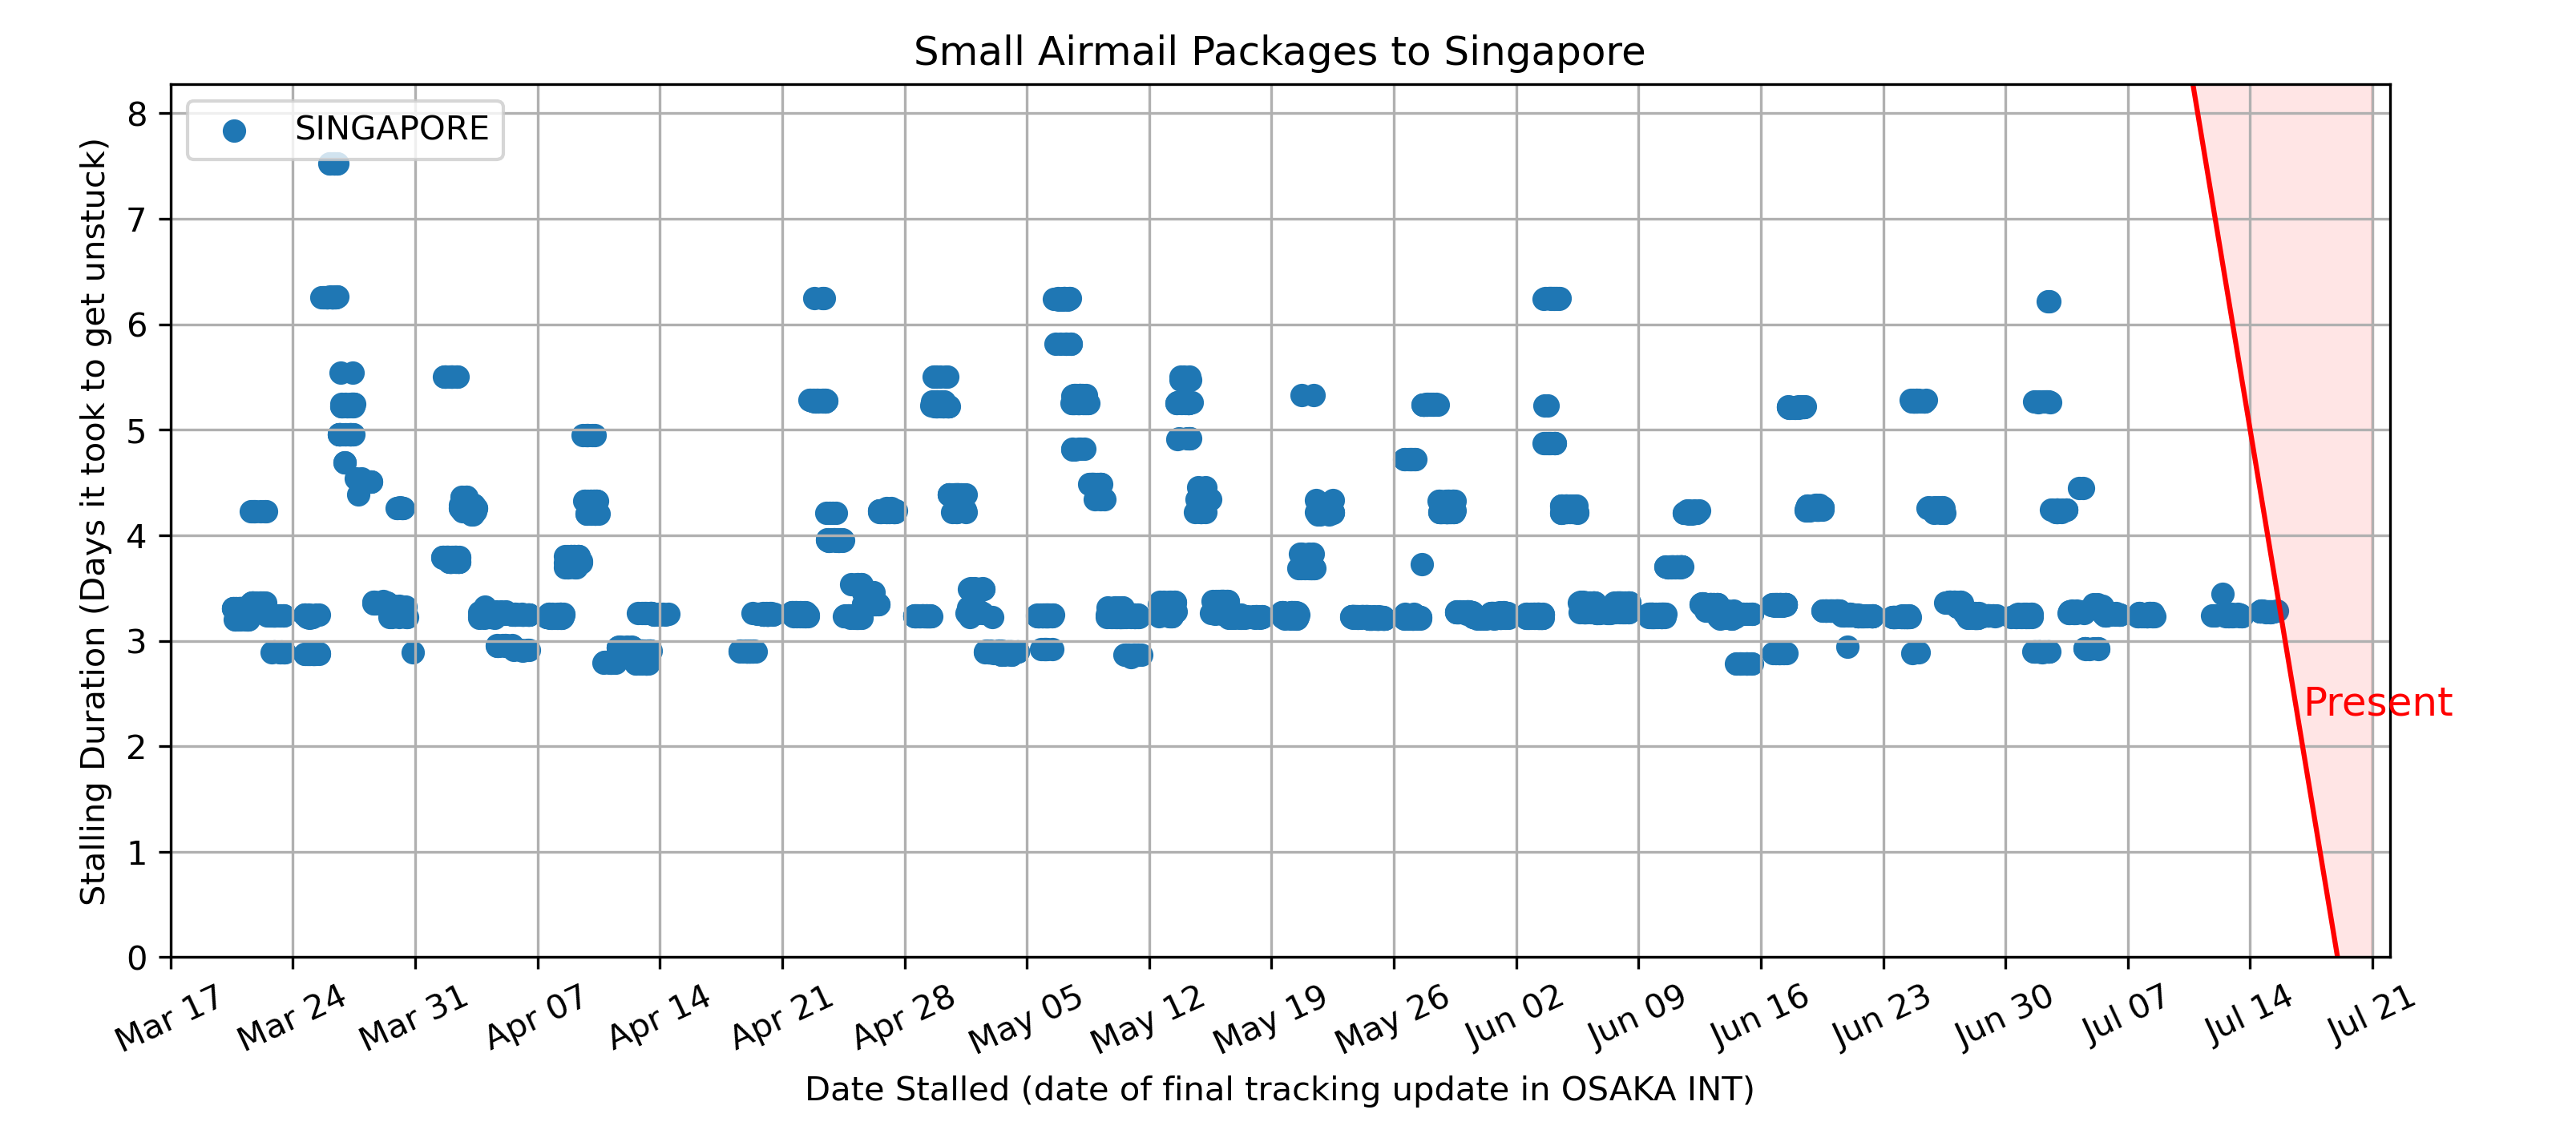 Small Airmail Packages to Singapore
SINGAPORE
Stalling Duration (Days it took to get unstuck)
8
7
6
5
4
3
2
1
0
Present
Mar 17
Mar 24
Mar 31
Apr 07
Apr 14
Apr 21
Apr 28
May 05
May 12
May 19
May 26
Jun 02
Jun 09
Jun 16
Jun 23
Jun 30
Jul 07
Jul 14
Jul 21
Date Stalled (date of final tracking update in OSAKA INT)